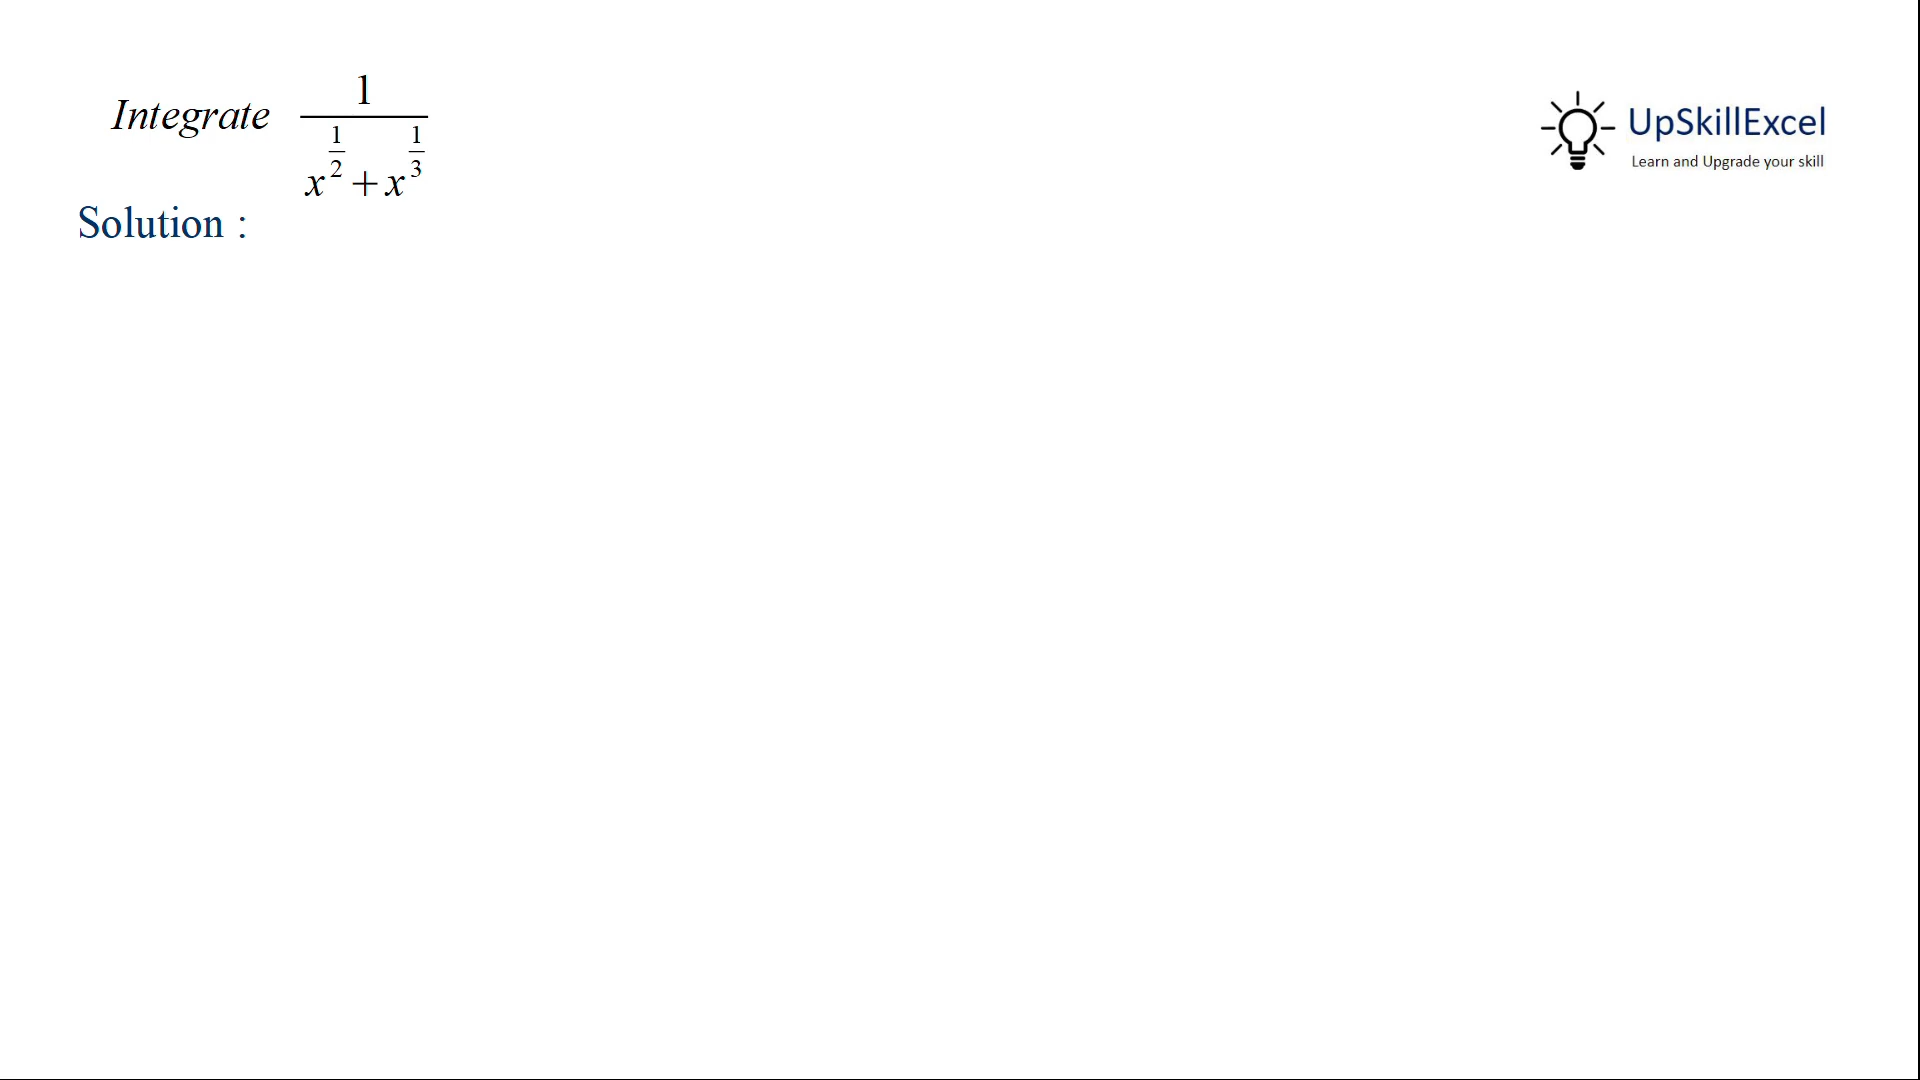 Integrate 1/(x^(1/2) + x^(1/3))
Solution :
UpSkillExcel
Learn and Upgrade your skill